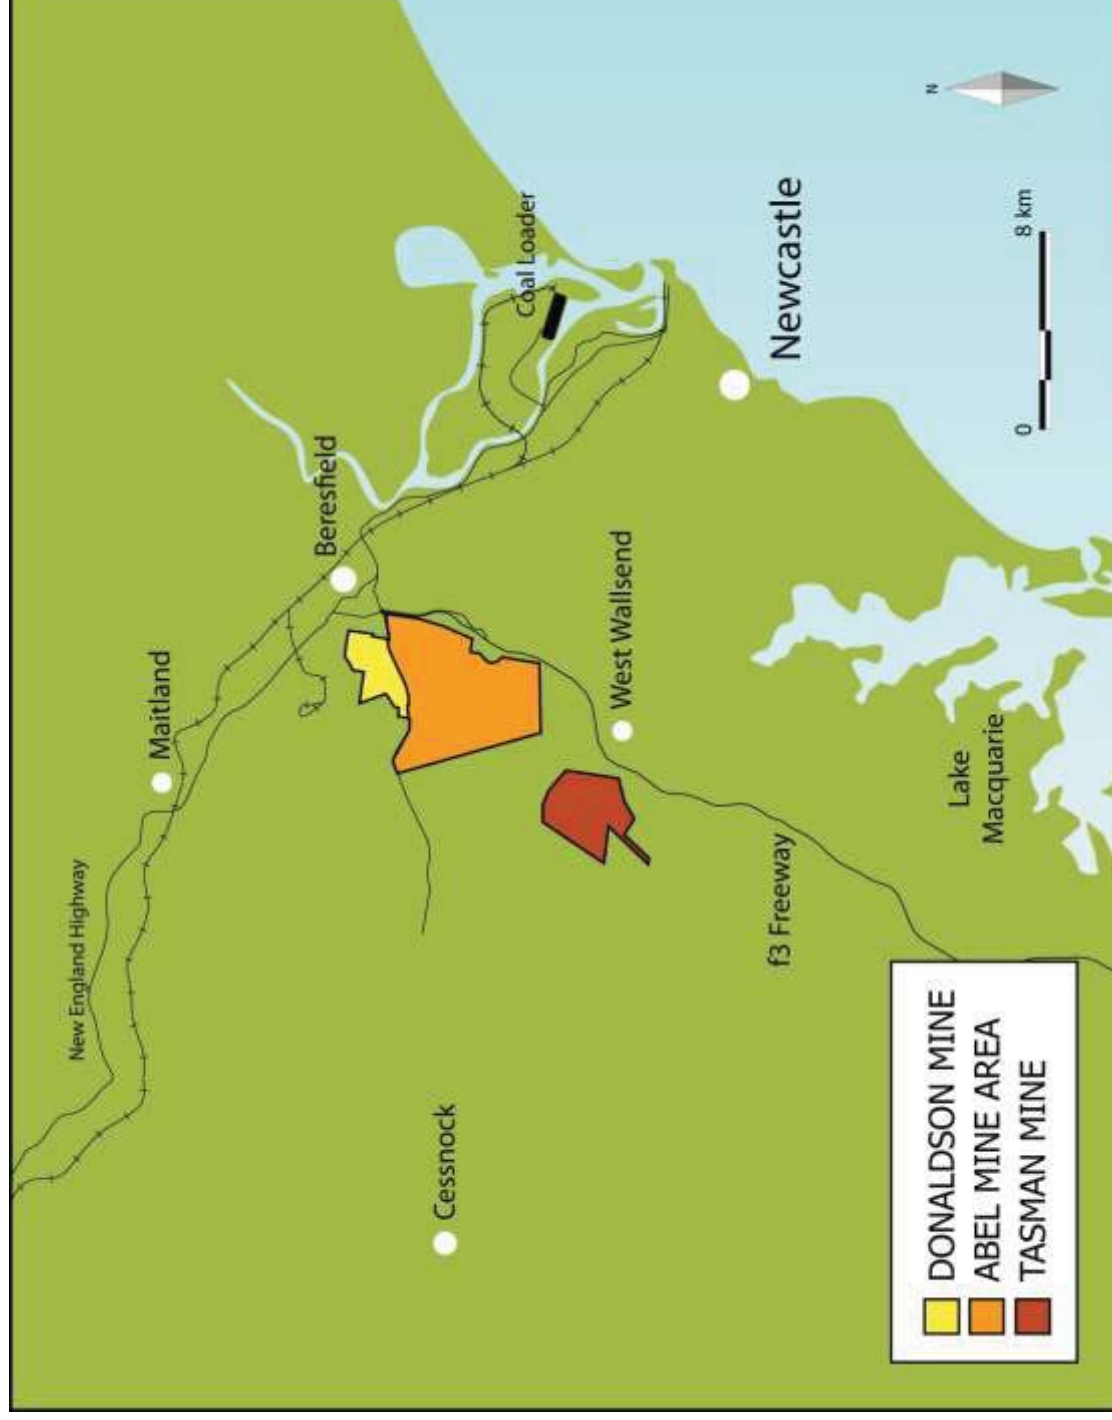 New England Highway
Maitland
Beresfield
Coal Loader
Cessnock
West Wallsend
Newcastle
f3 Freeway
Lake
Macquarie
N
0
8 km
DONALDSON MINE
ABEL MINE AREA
TASMAN MINE